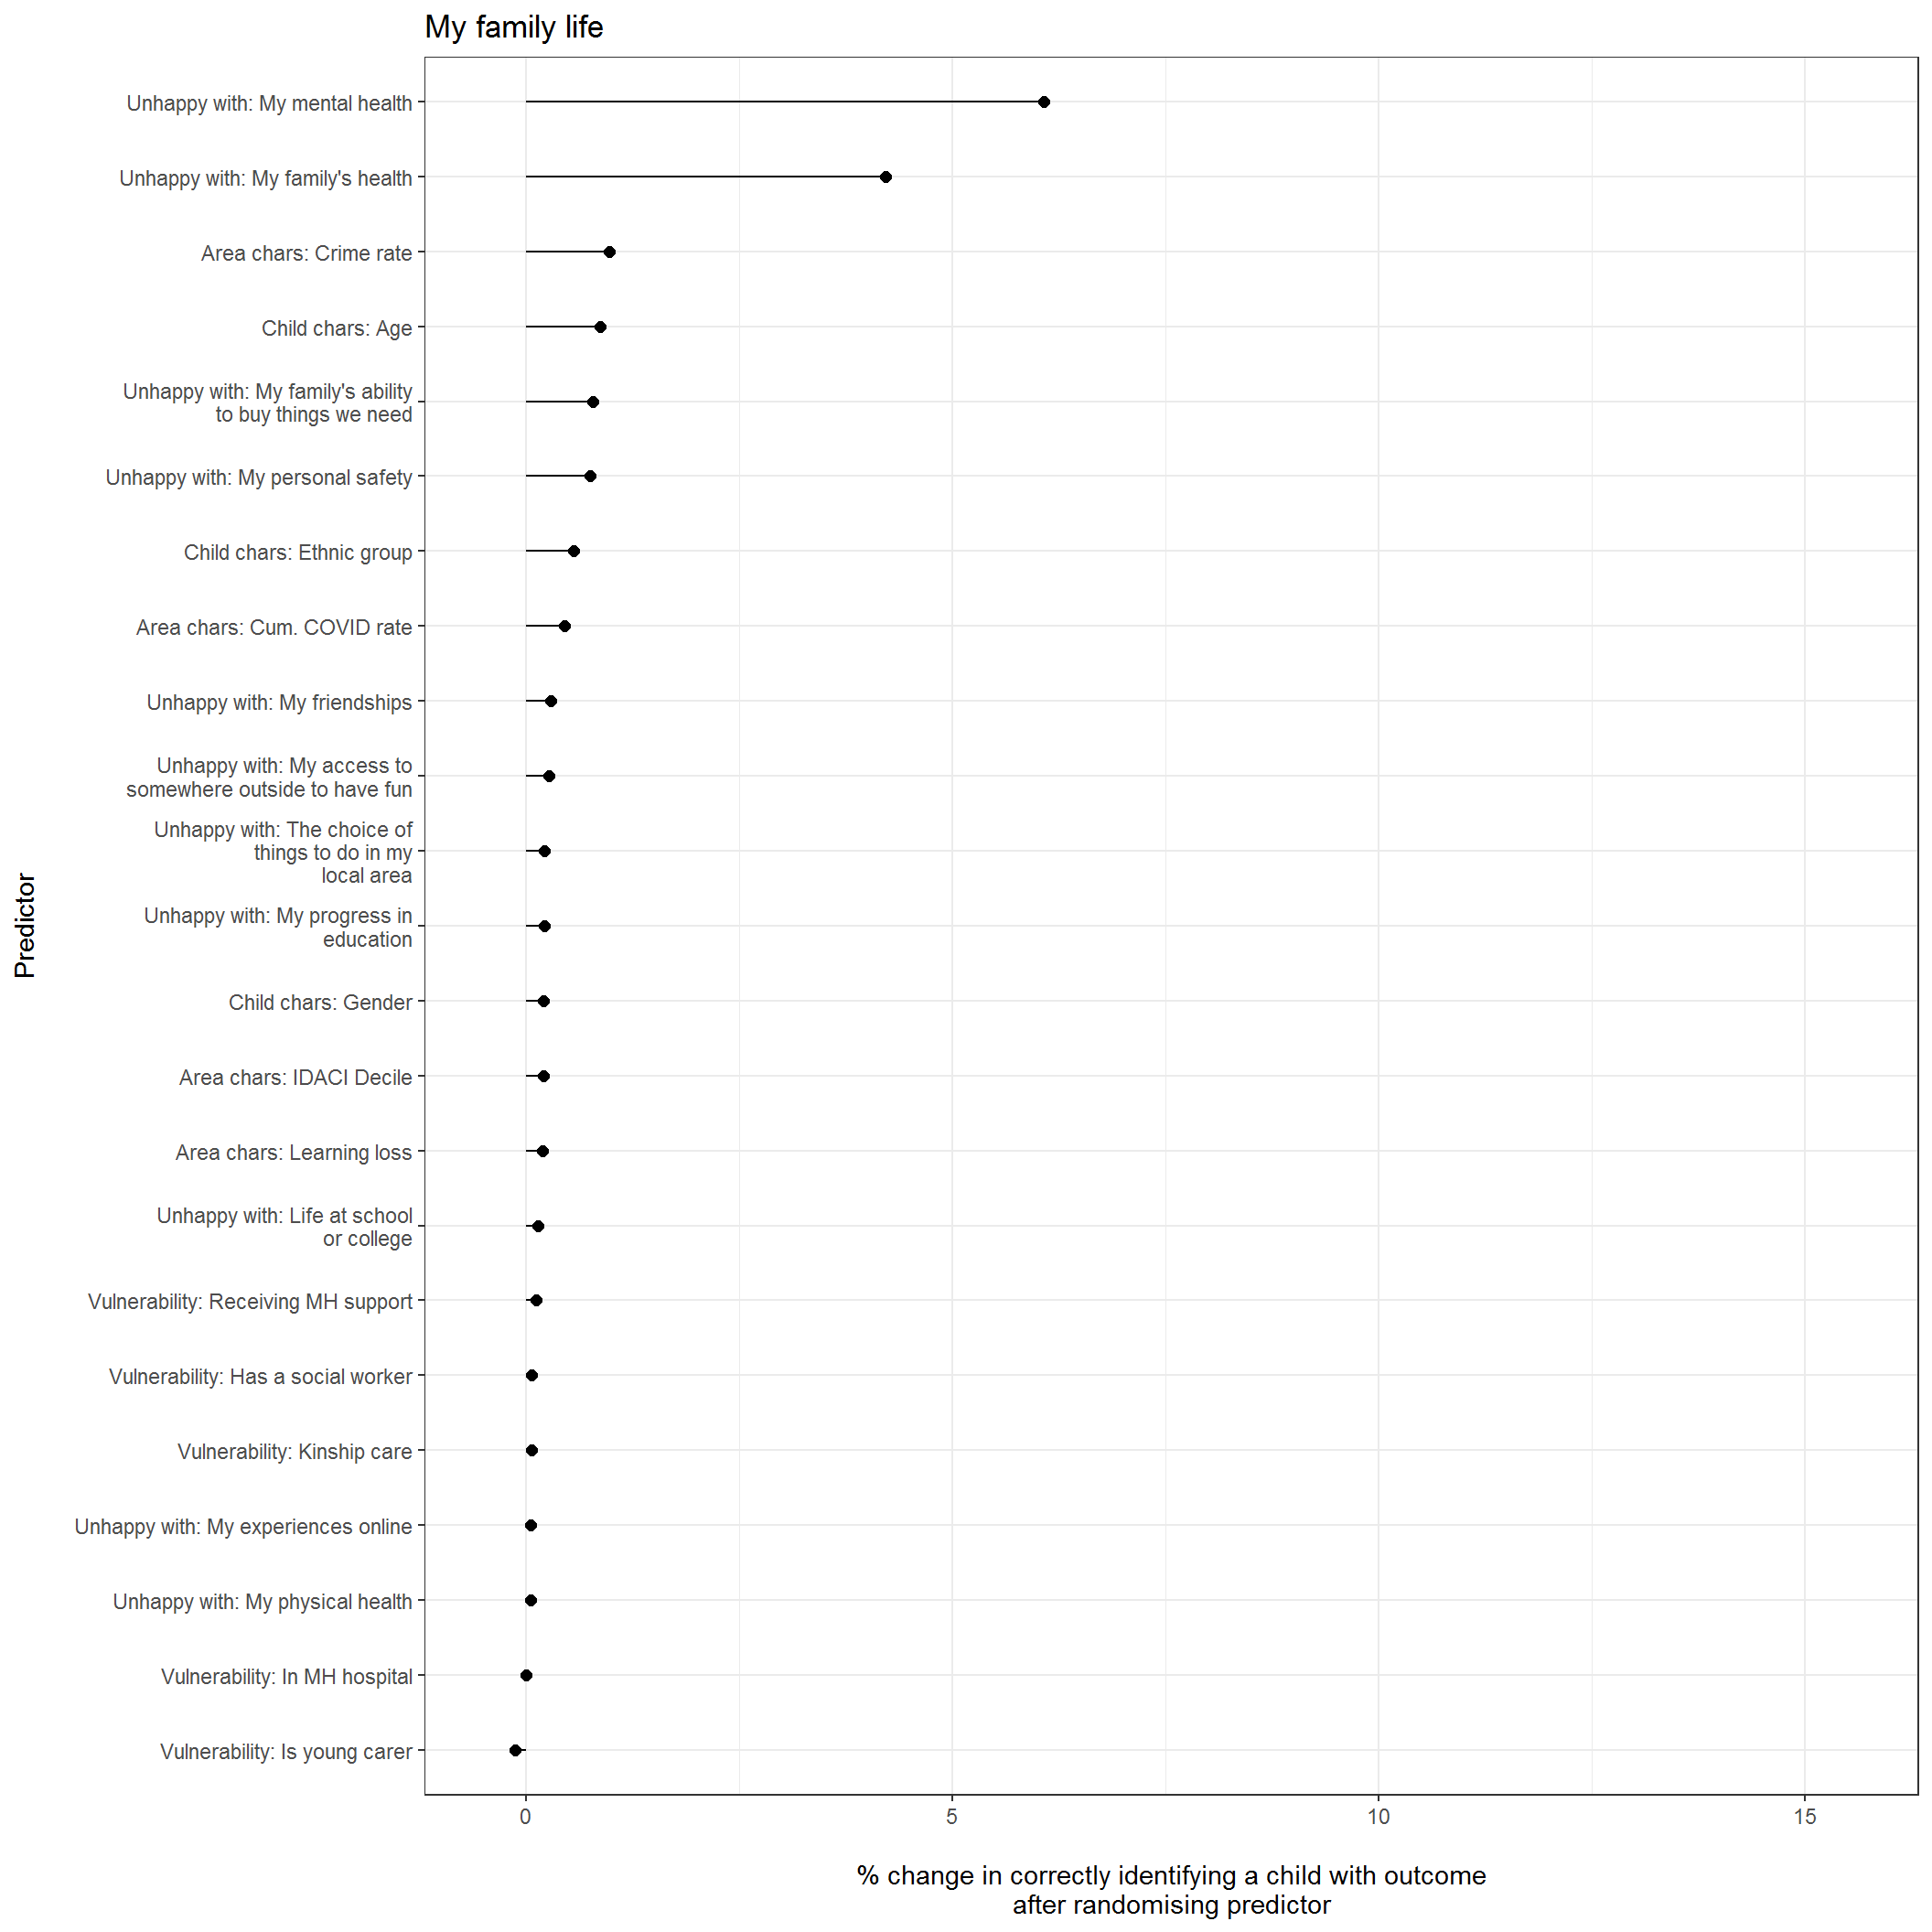 My family life
Unhappy with: My mental health
Unhappy with: My family's health
Area chars: Crime rate
Child chars: Age
Unhappy with: My family's ability
to buy things we need
Unhappy with: My personal safety
Child chars: Ethnic group
Area chars: Cum. COVID rate
Unhappy with: My friendships
Unhappy with: My access to
somewhere outside to have fun
Unhappy with: The choice of
things to do in my
local area
Unhappy with: My progress in
education
Child chars: Gender
Area chars: IDACI Decile
Area chars: Learning loss
Unhappy with: Life at school
or college
Vulnerability: Receiving MH support
Vulnerability: Has a social worker
Vulnerability: Kinship care
Unhappy with: My experiences online
Unhappy with: My physical health
Vulnerability: In MH hospital
Vulnerability: Is young carer
Predictor
0 5 10 15
% change in correctly identifying a child with outcome
after randomising predictor